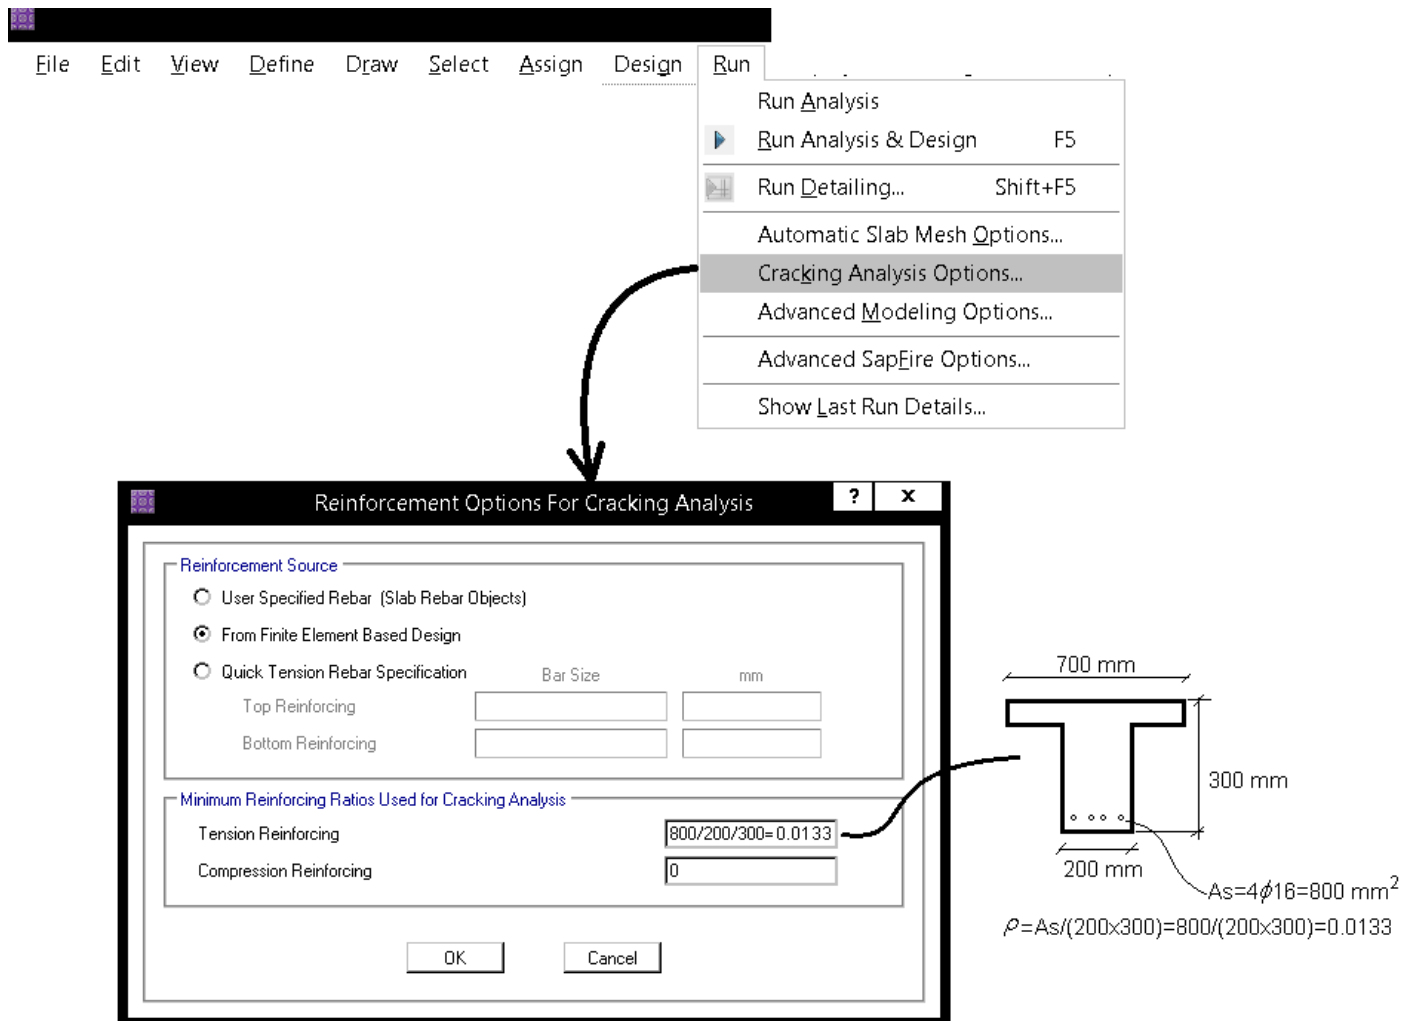 File Edit View Define Draw Select Assign Design Run
Run Analysis
Run Analysis & Design F5
Run Detailing... Shift+F5
Automatic Slab Mesh Options...
Cracking Analysis Options...
Advanced Modeling Options...
Advanced SapFire Options...
Show Last Run Details...
Reinforcement Options For Cracking Analysis ? x
Reinforcement Source
User Specified Rebar (Slab Rebar Objects)
From Finite Element Based Design
Quick Tension Rebar Specification Bar Size mm
Top Reinforcing
Bottom Reinforcing
Minimum Reinforcing Ratios Used for Cracking Analysis
Tension Reinforcing 800/200/300=0.0133
Compression Reinforcing 0
OK Cancel
700 mm
300 mm
200 mm
As=4ϕ16=800 mm²
ρ=As/(200x300)=800/(200x300)=0.0133